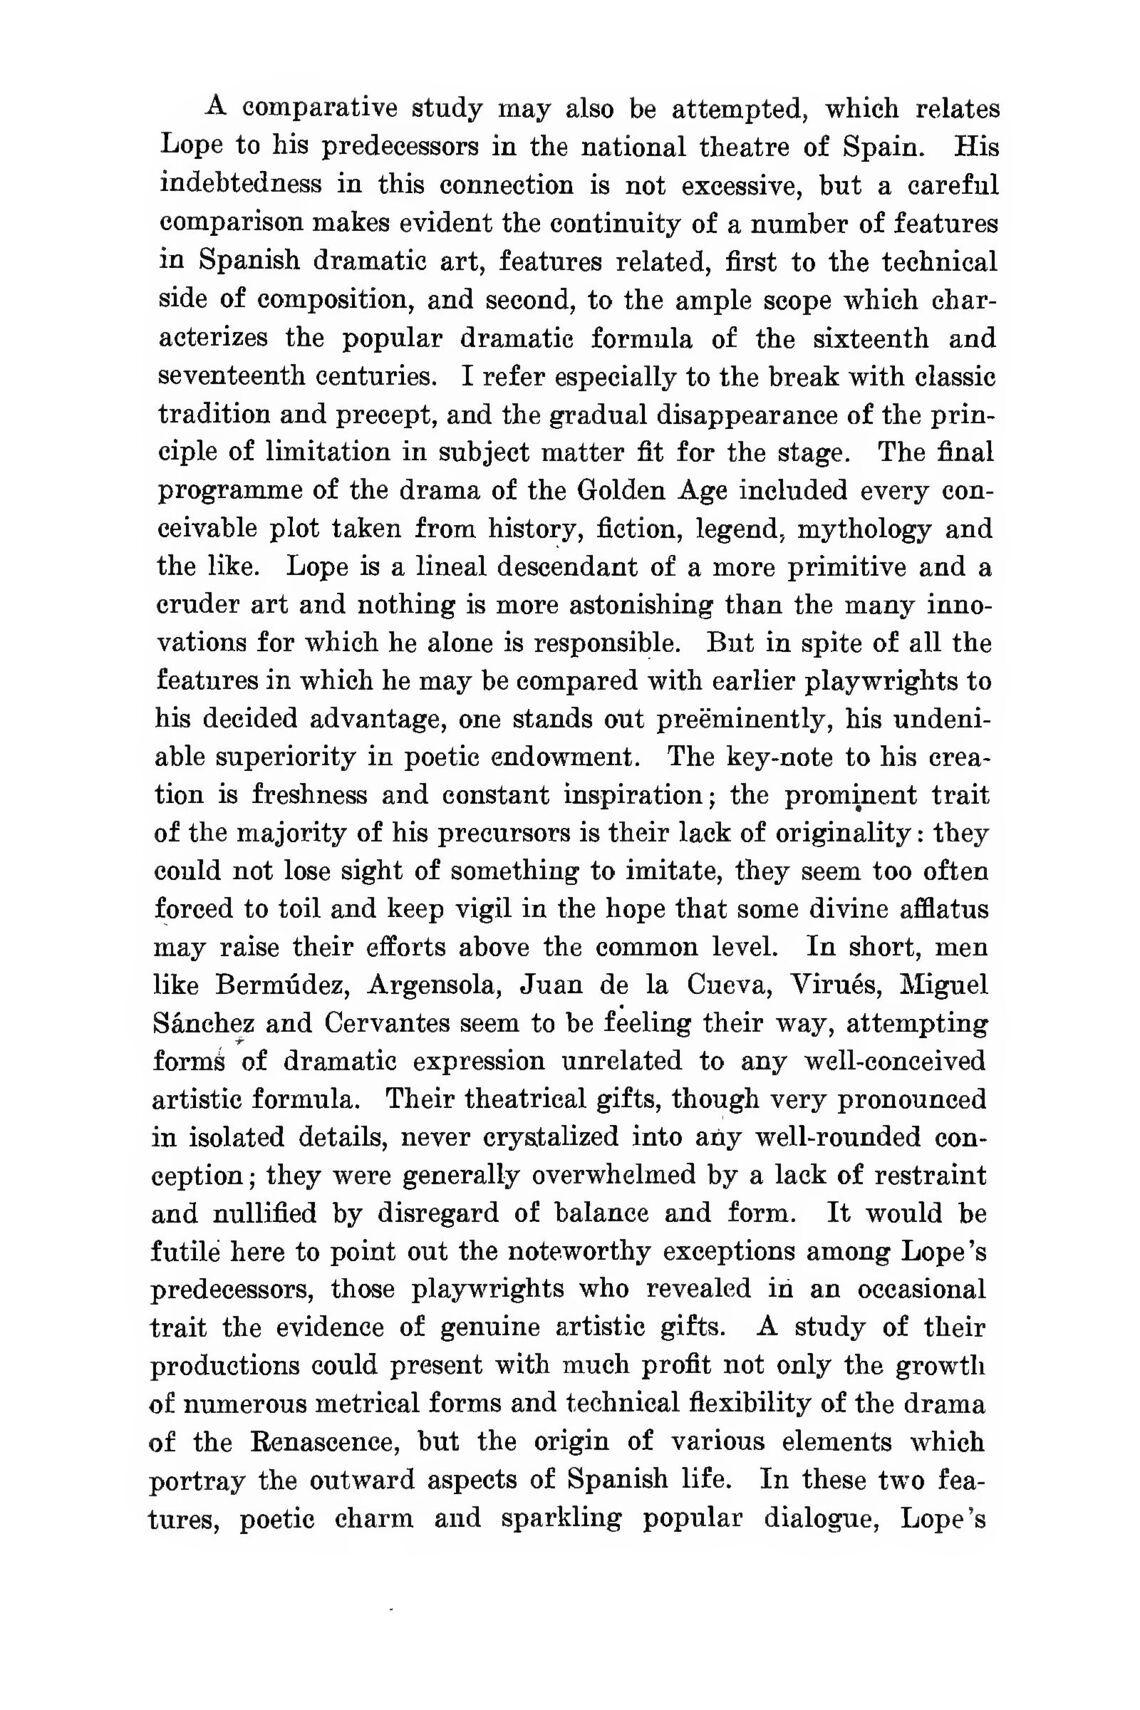 A comparative study may also be attempted, which relates
Lope to his predecessors in the national theatre of Spain. His
indebtedness in this connection is not excessive, but a careful
comparison makes evident the continuity of a number of features
in Spanish dramatic art, features related, first to the technical
side of composition, and second, to the ample scope which char-
acterizes the popular dramatic formula of the sixteenth and
seventeenth centuries. I refer especially to the break with classic
tradition and precept, and the gradual disappearance of the prin-
ciple of limitation in subject matter fit for the stage. The final
programme of the drama of the Golden Age included every con-
ceivable plot taken from history, fiction, legend, mythology and
the like. Lope is a lineal descendant of a more primitive and a
cruder art and nothing is more astonishing than the many inno-
vations for which he alone is responsible. But in spite of all the
features in which he may be compared with earlier playwrights to
his decided advantage, one stands out preëminently, his undeni-
able superiority in poetic endowment. The key-note to his crea-
tion is freshness and constant inspiration; the prominent trait
of the majority of his precursors is their lack of originality: they
could not lose sight of something to imitate, they seem too often
forced to toil and keep vigil in the hope that some divine afflatus
may raise their efforts above the common level. In short, men
like Bermúdez, Argensola, Juan de la Cueva, Virués, Miguel
Sánchez and Cervantes seem to be feeling their way, attempting
forms of dramatic expression unrelated to any well-conceived
artistic formula. Their theatrical gifts, though very pronounced
in isolated details, never crystalized into any well-rounded con-
ception; they were generally overwhelmed by a lack of restraint
and nullified by disregard of balance and form. It would be
futile here to point out the noteworthy exceptions among Lope's
predecessors, those playwrights who revealed in an occasional
trait the evidence of genuine artistic gifts. A study of their
productions could present with much profit not only the growth
of numerous metrical forms and technical flexibility of the drama
of the Renascence, but the origin of various elements which
portray the outward aspects of Spanish life. In these two fea-
tures, poetic charm and sparkling popular dialogue, Lope's